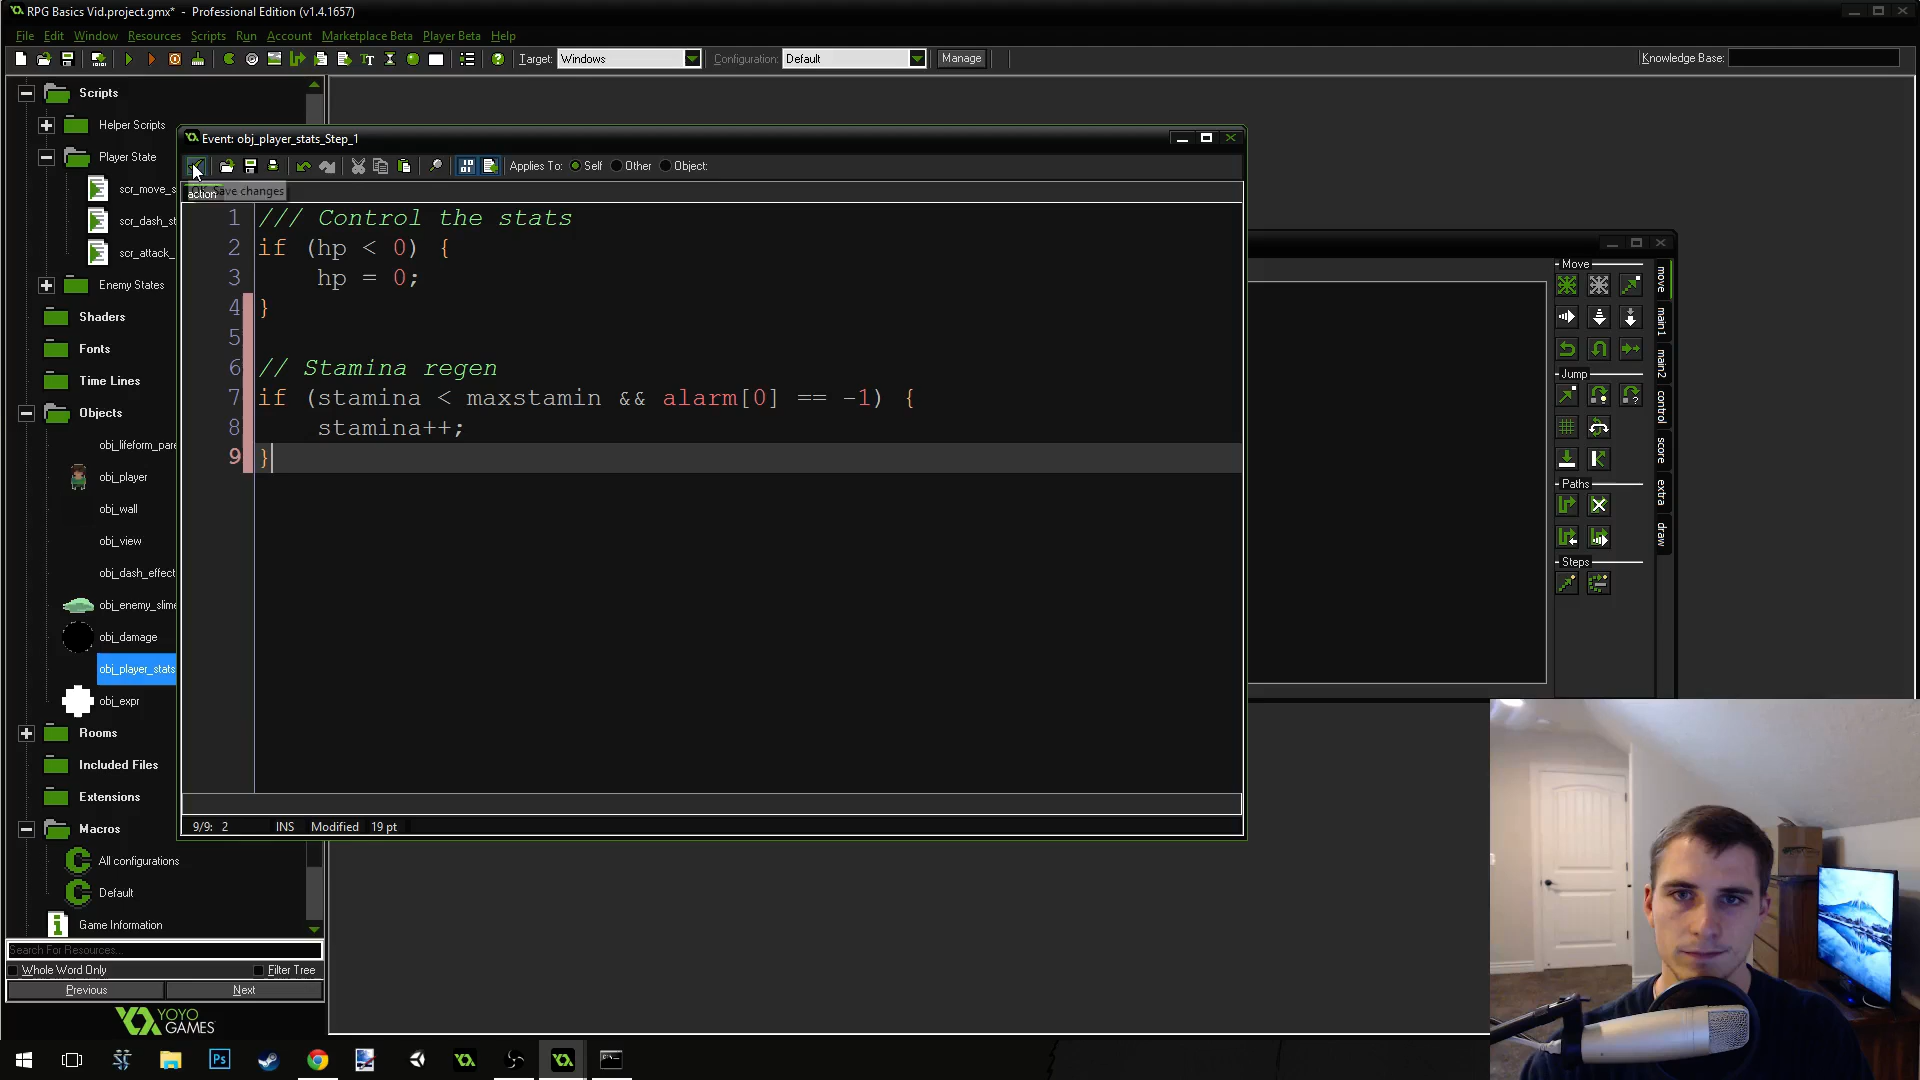 RPG Basics Vid.project.gmx* - Professional Edition (v1.4.1657)
File Edit Window Resources Scripts Run Account Marketplace Beta Player Beta Help
Target: Windows Configuration: Default Manage Knowledge Base:
Scripts
Helper Scripts
Player State
scr_move_s
scr_dash_st
scr_attack_
Enemy States
Shaders
Fonts
Time Lines
Objects
obj_lifeform_pare
obj_player
obj_wall
obj_view
obj_dash_effect
obj_enemy_slime
obj_damage
obj_player_stats
obj_expr
Rooms
Included Files
Extensions
Macros
All configurations
Default
Game Information
Search For Resources...
Whole Word Only Filter Tree
Previous Next
YOYO
GAMES
Event: obj_player_stats_Step_1
Applies To: Self Other Object:
action save changes
1 /// Control the stats
2 if (hp < 0) {
3 hp = 0;
4 }
5
6 // Stamina regen
7 if (stamina < maxstamin && alarm[0] == -1) {
8 stamina++;
9 }
9/9: 2 INS Modified 19 pt
Move
Jump
Paths
Steps
move
main1
main2
control
score
extra
draw
Ps